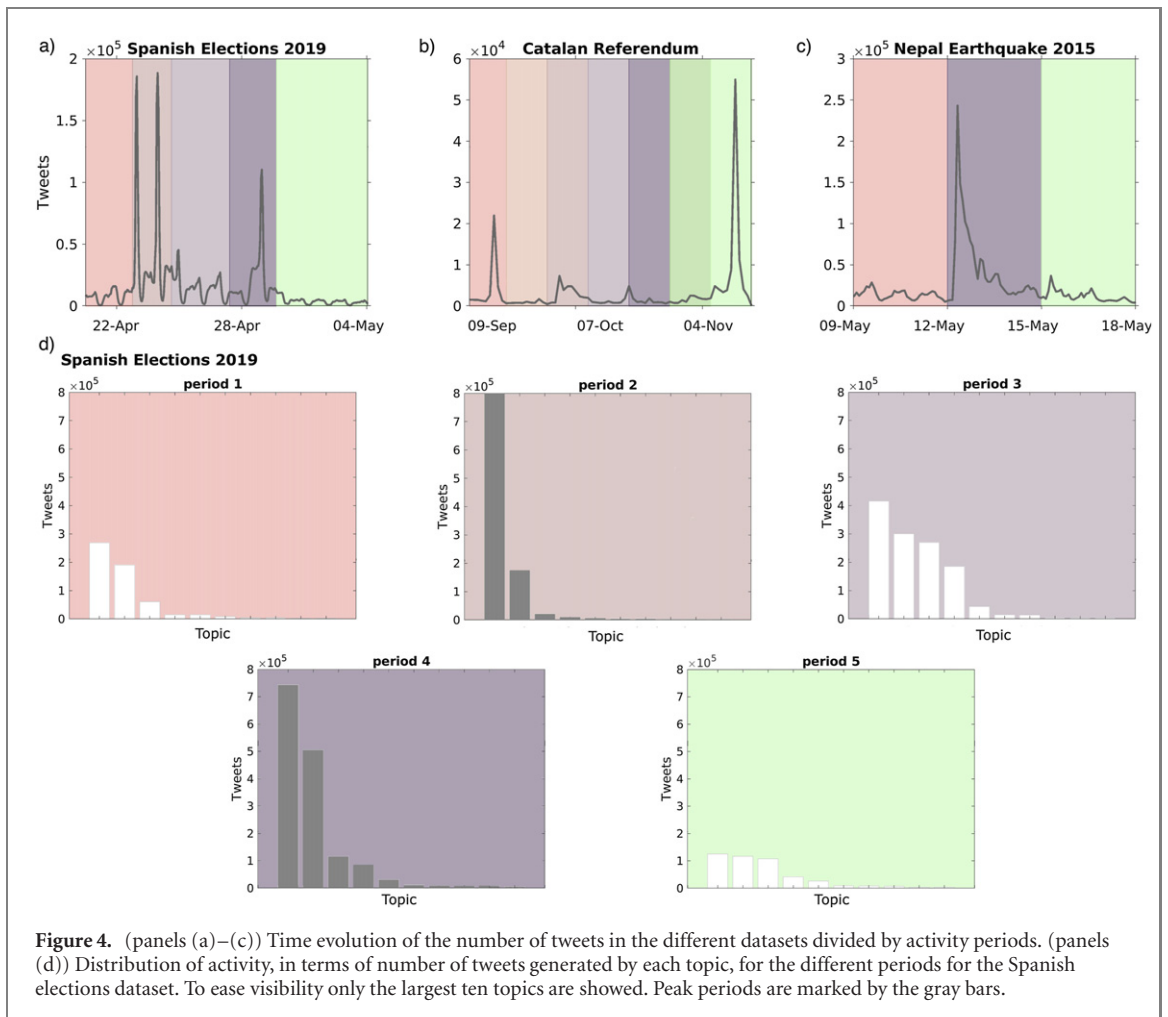 a)
×10⁵
Spanish Elections 2019
2
1.5
1
0.5
0
Tweets
22-Apr
28-Apr
04-May
b)
×10⁴
Catalan Referendum
6
5
4
3
2
1
0
09-Sep
07-Oct
04-Nov
c)
×10⁵
Nepal Earthquake 2015
3
2.5
2
1.5
1
0.5
0
09-May
12-May
15-May
18-May
d)
Spanish Elections 2019
period 1
×10⁵
8
7
6
5
4
3
2
1
0
Tweets
Topic
period 2
×10⁵
8
7
6
5
4
3
2
1
0
Tweets
Topic
period 3
×10⁵
8
7
6
5
4
3
2
1
0
Tweets
Topic
period 4
×10⁵
8
7
6
5
4
3
2
1
0
Tweets
Topic
period 5
×10⁵
8
7
6
5
4
3
2
1
0
Tweets
Topic
Figure 4. (panels (a)–(c)) Time evolution of the number of tweets in the different datasets divided by activity periods. (panels
(d)) Distribution of activity, in terms of number of tweets generated by each topic, for the different periods for the Spanish
elections dataset. To ease visibility only the largest ten topics are showed. Peak periods are marked by the gray bars.